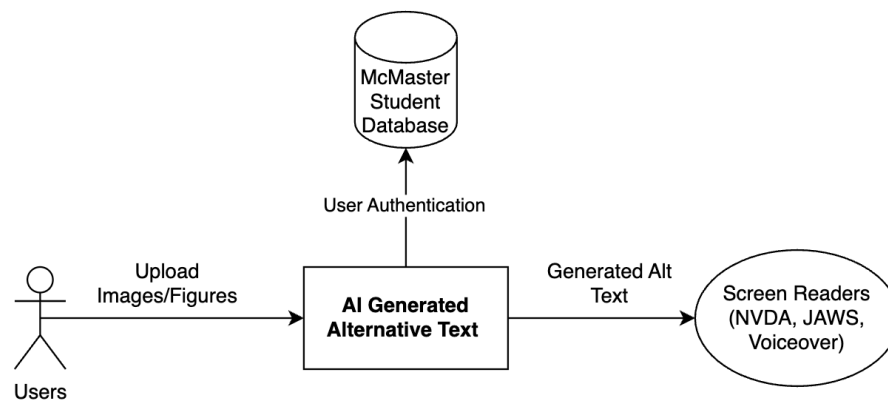 McMaster
Student
Database
User Authentication
Upload
Images/Figures
AI Generated
Alternative Text
Generated Alt
Text
Screen Readers
(NVDA, JAWS,
Voiceover)
Users